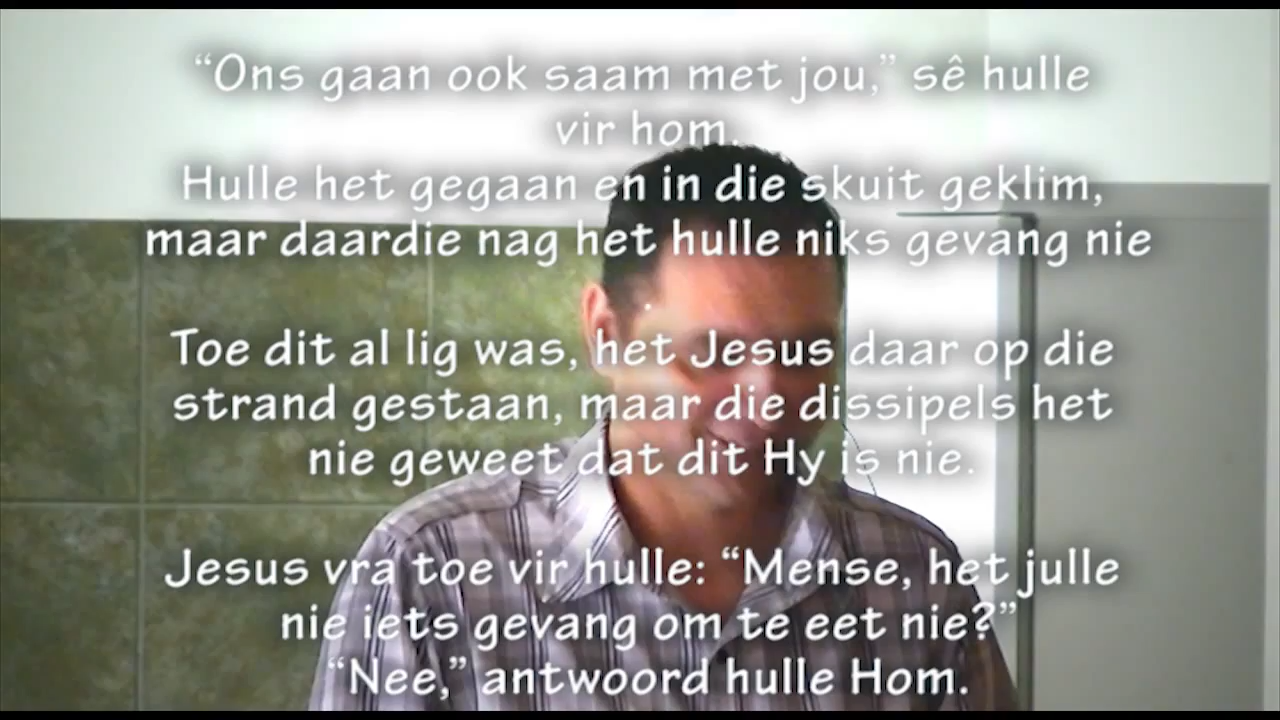 “Ons gaan ook saam met jou,” sê hulle
vir hom.
Hulle het gegaan en in die skuit geklim,
maar daardie nag het hulle niks gevang nie
.
Toe dit al lig was, het Jesus daar op die
strand gestaan, maar die dissipels het
nie geweet dat dit Hy is nie.
Jesus vra toe vir hulle: “Mense, het julle
nie iets gevang om te eet nie?”
“Nee,” antwoord hulle Hom.